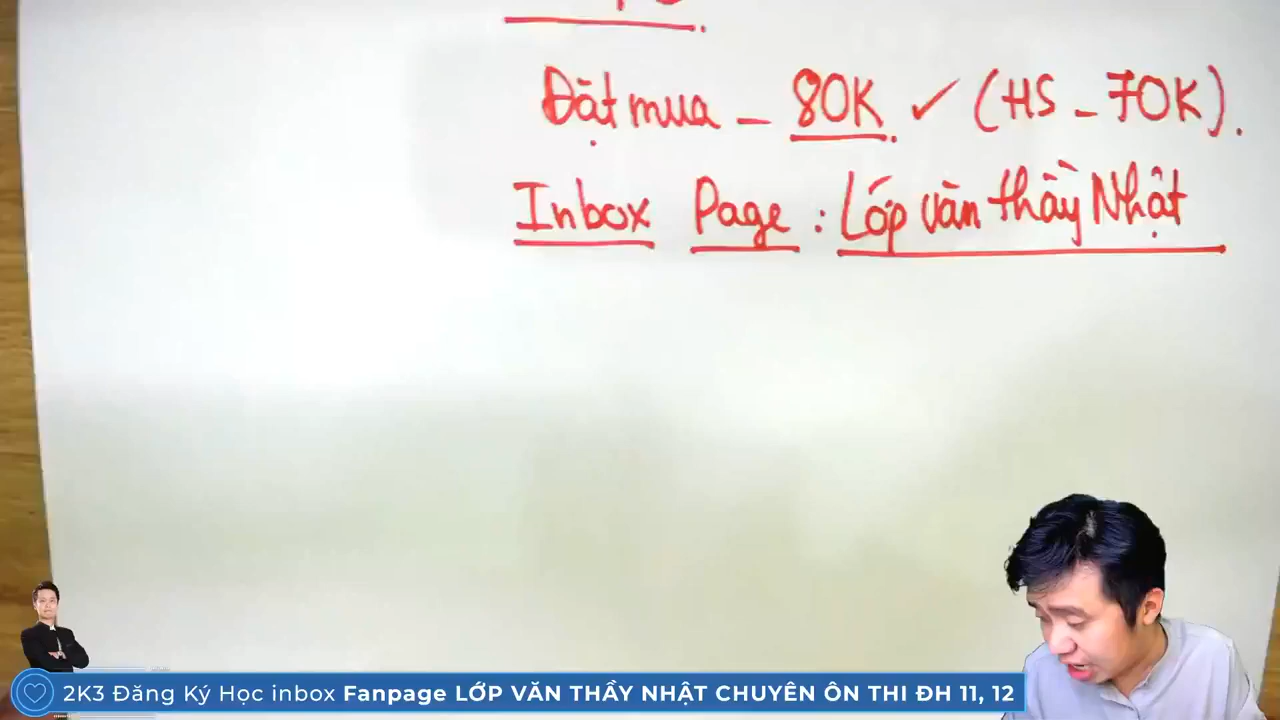 Đặt mua - 80K ✓ (HS - 70K).
Inbox Page: Lớp văn thầy Nhật
2K3 Đăng Ký Học inbox Fanpage LỚP VĂN THẦY NHẬT CHUYÊN ÔN THI ĐH 11, 12